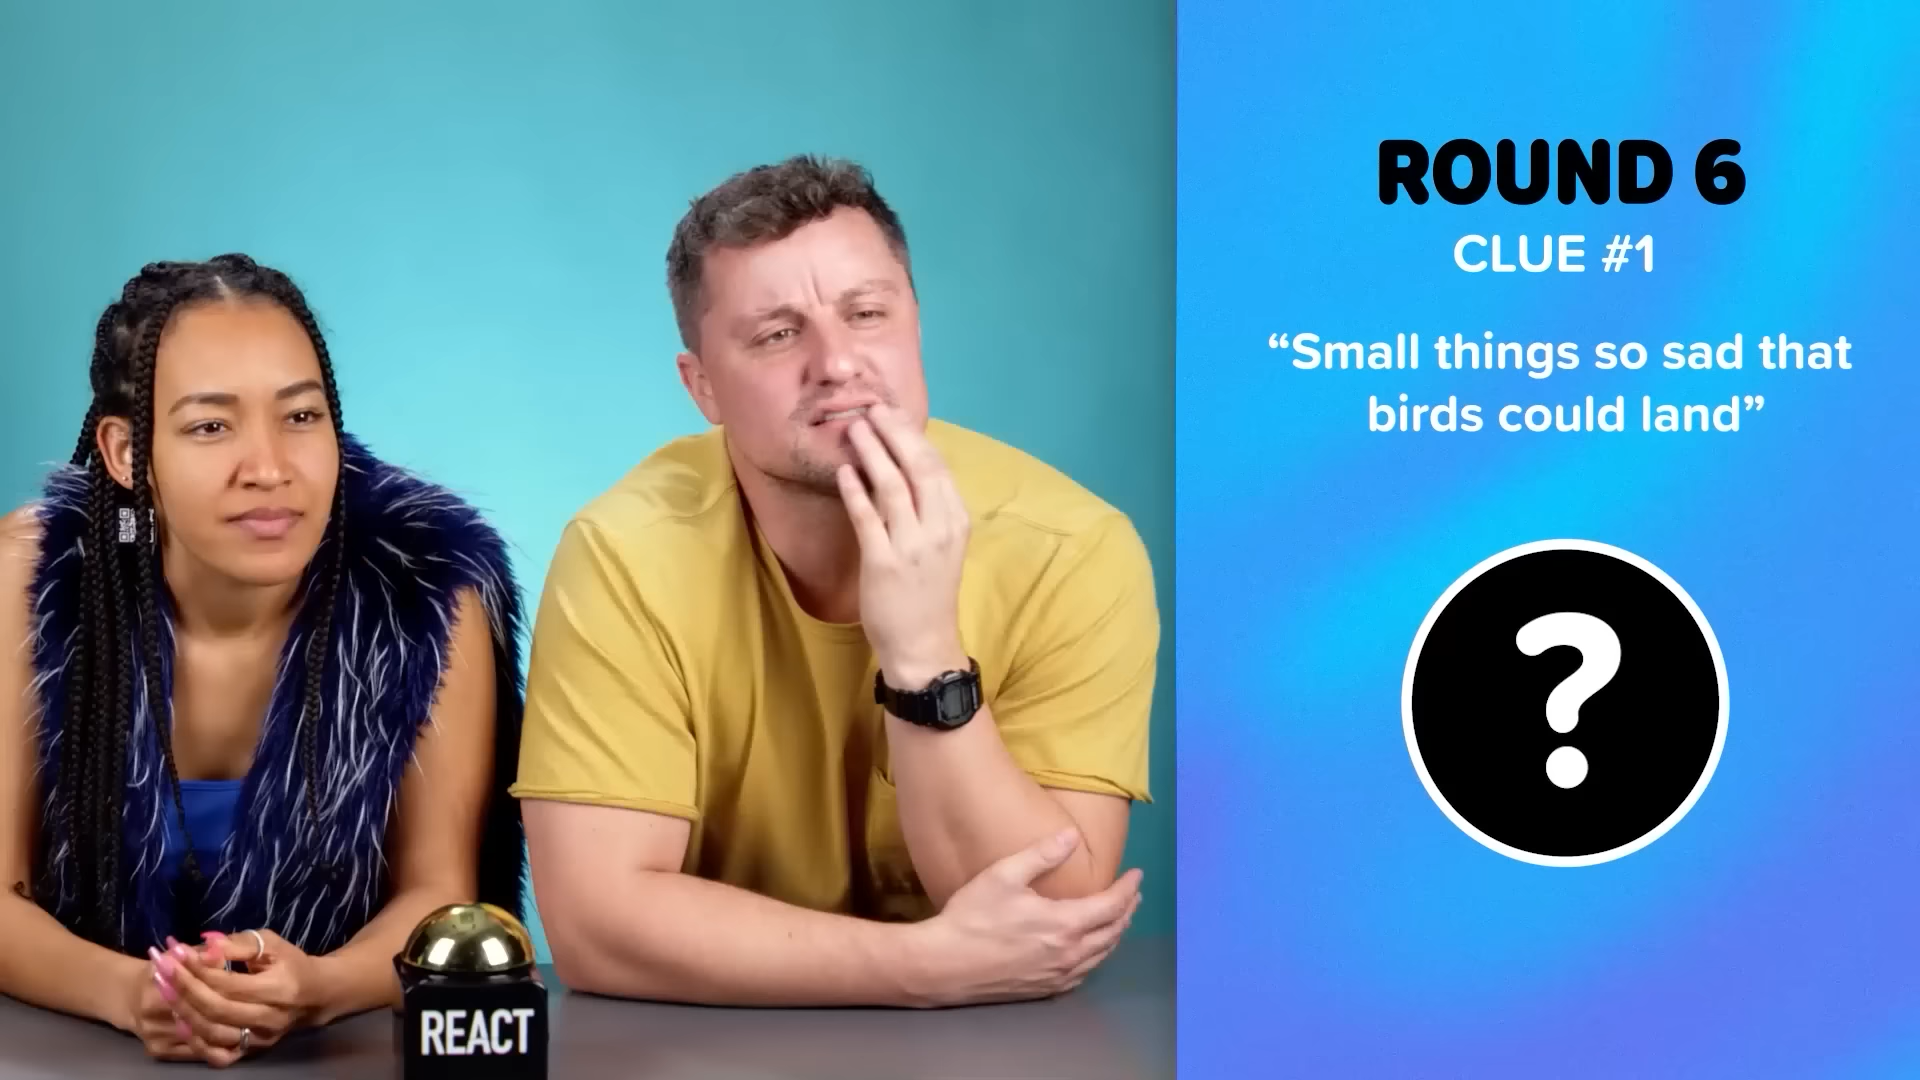 ROUND 6
CLUE #1
“Small things so sad that
birds could land”
?
REACT